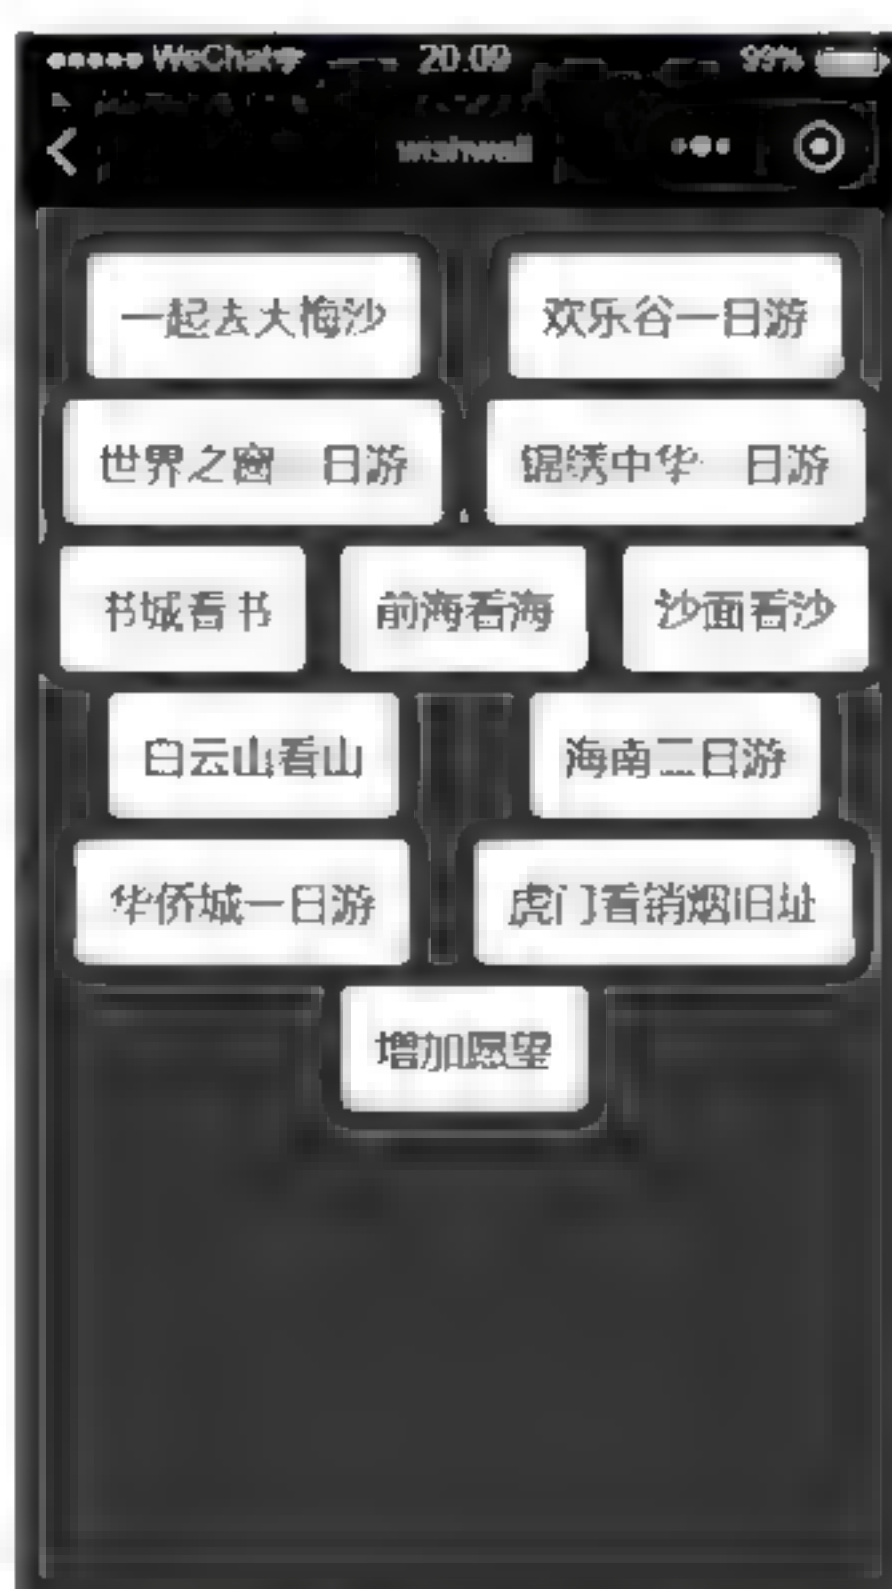 WeChat 20:09 99%
wishwall
一起去大梅沙 欢乐谷一日游
世界之窗一日游 锦绣中华一日游
书城看书 前海看海 沙面看沙
白云山看山 海南二日游
华侨城一日游 虎门看销烟旧址
增加愿望